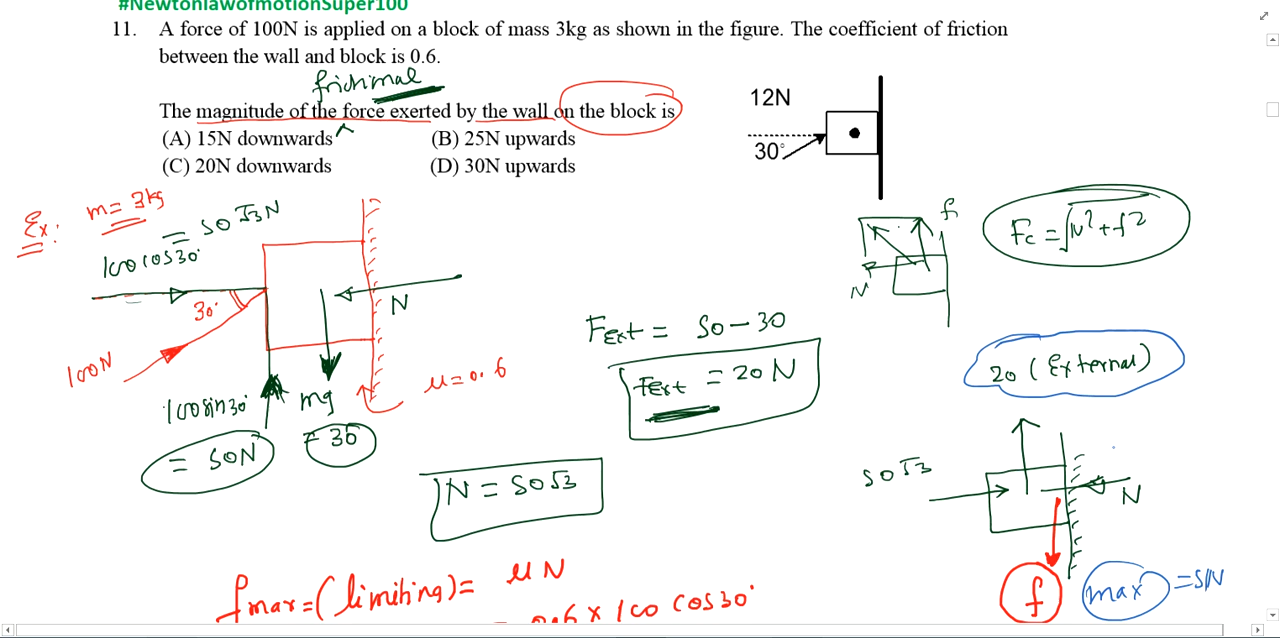 #NewtonlawofmotionSuper100
11. A force of 100N is applied on a block of mass 3kg as shown in the figure. The coefficient of friction
between the wall and block is 0.6.
frictional
The magnitude of the force exerted by the wall on the block is
(A) 15N downwards (B) 25N upwards
(C) 20N downwards (D) 30N upwards
12N
30°
Ex: m = 3kg
= 50√3N
100cos30°
30°
100N
N
mg
= 30
100sin30°
= 50N
μ=0.6
N = 50√3
Fext = 50-30
Fext = 20N
f
N
Fc = √N²+f²
20 (External)
50√3
N
f
max
fmax=(limiting)= μN
0.6 × 100 cos30°